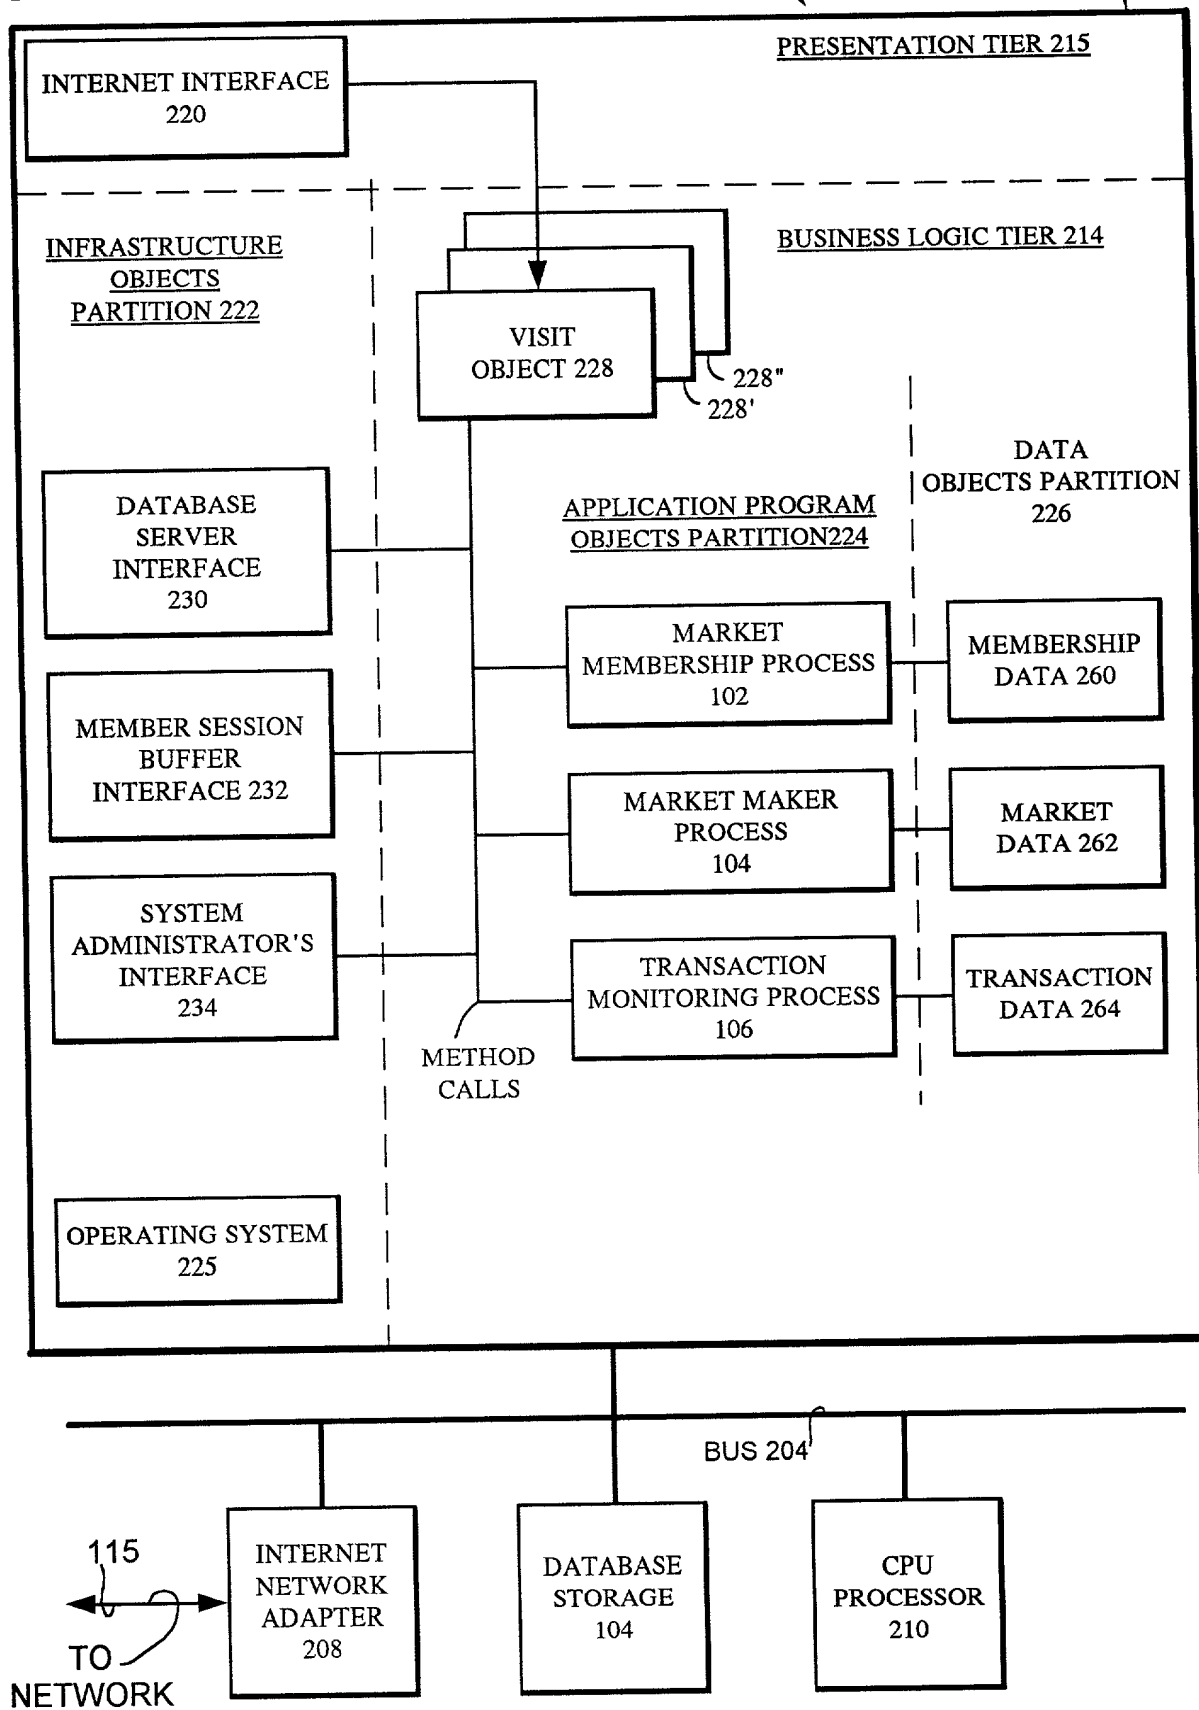 PRESENTATION TIER 215
INTERNET INTERFACE
220
INFRASTRUCTURE
OBJECTS
PARTITION 222
BUSINESS LOGIC TIER 214
VISIT
OBJECT 228
228"
228'
DATA
OBJECTS PARTITION
226
APPLICATION PROGRAM
OBJECTS PARTITION224
DATABASE
SERVER
INTERFACE
230
MARKET
MEMBERSHIP PROCESS
102
MEMBERSHIP
DATA 260
MEMBER SESSION
BUFFER
INTERFACE 232
MARKET MAKER
PROCESS
104
MARKET
DATA 262
SYSTEM
ADMINISTRATOR'S
INTERFACE
234
TRANSACTION
MONITORING PROCESS
106
TRANSACTION
DATA 264
METHOD
CALLS
OPERATING SYSTEM
225
BUS 204
115
TO
NETWORK
INTERNET
NETWORK
ADAPTER
208
DATABASE
STORAGE
104
CPU
PROCESSOR
210